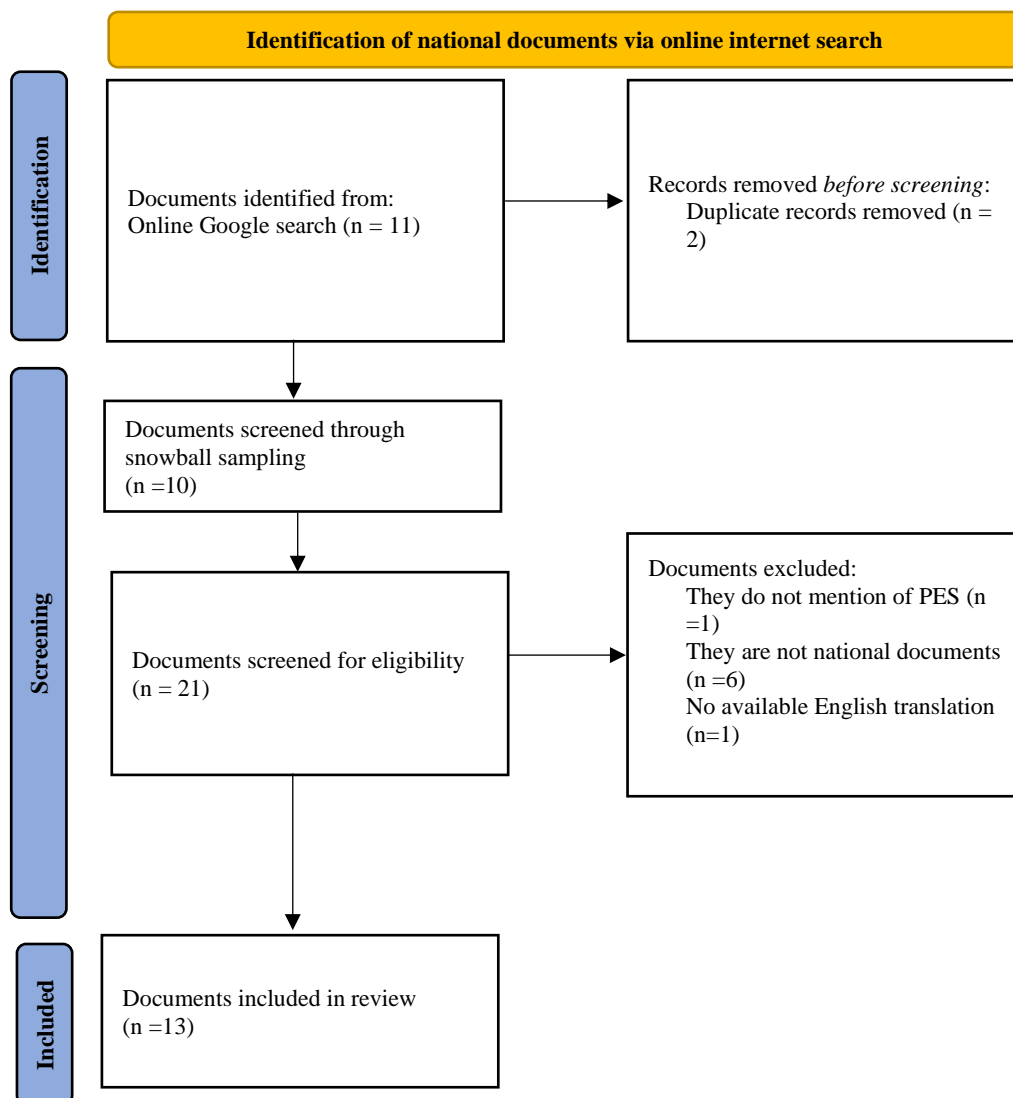 Identification of national documents via online internet search
Identification
Documents identified from:
Online Google search (n = 11)
Records removed before screening:
Duplicate records removed (n =
2)
Screening
Documents screened through
snowball sampling
(n =10)
Documents screened for eligibility
(n = 21)
Documents excluded:
They do not mention of PES (n
=1)
They are not national documents
(n =6)
No available English translation
(n=1)
Included
Documents included in review
(n =13)